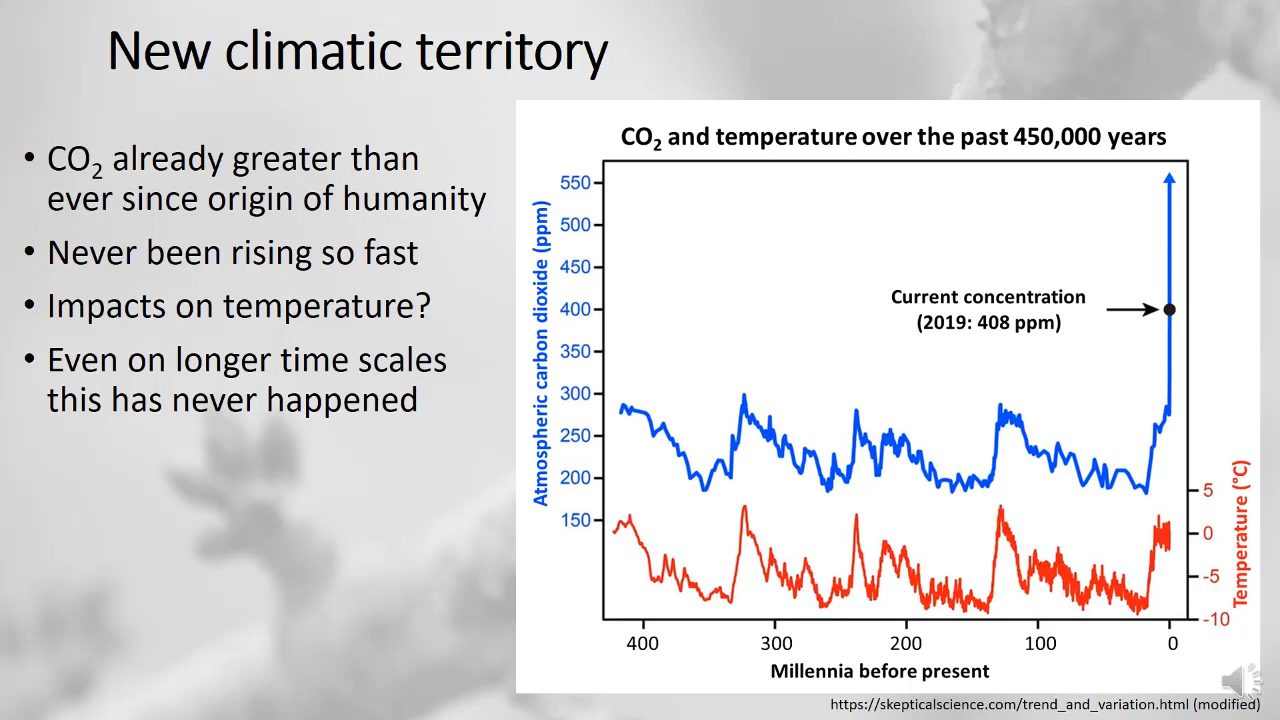 New climatic territory
• CO₂ already greater than
ever since origin of humanity
• Never been rising so fast
• Impacts on temperature?
• Even on longer time scales
this has never happened
CO₂ and temperature over the past 450,000 years
Atmospheric carbon dioxide (ppm)
550
500
450
400
350
300
250
200
150
Current concentration
(2019: 408 ppm)
5
0
-5
-10
Temperature (°C)
400 300 200 100 0
Millennia before present
https://skepticalscience.com/trend_and_variation.html (modified)